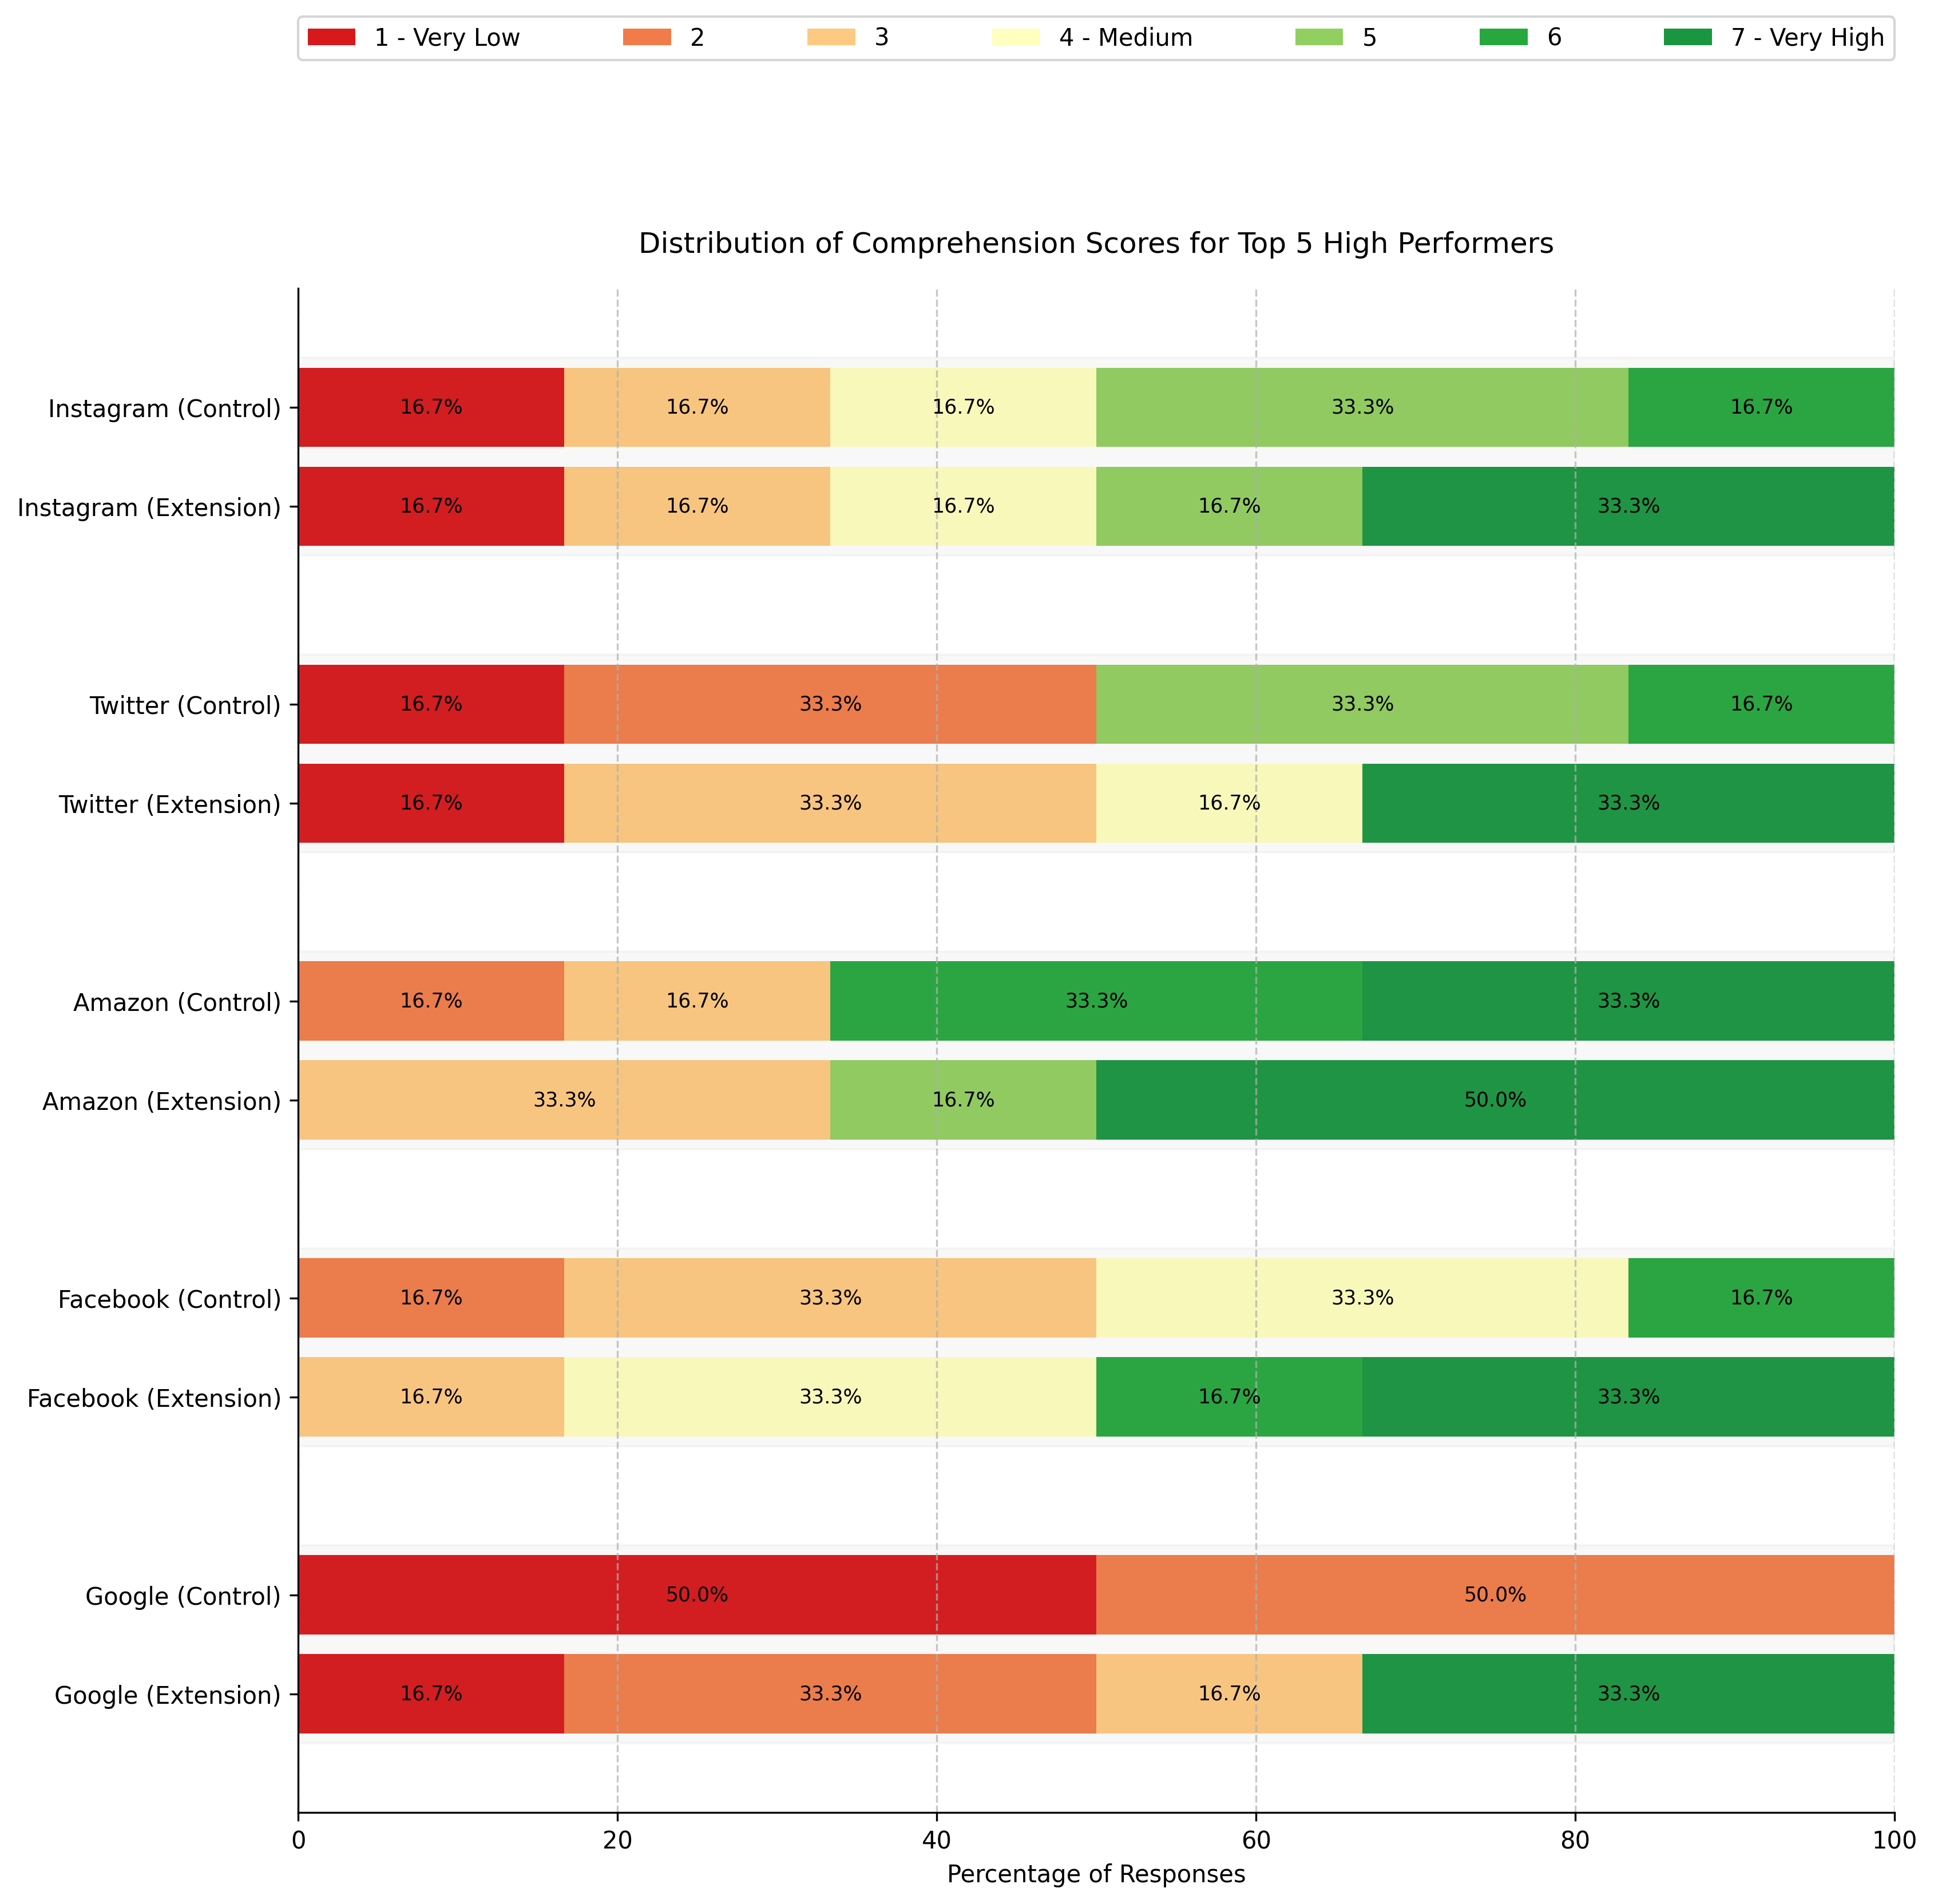 1 - Very Low 2 3 4 - Medium 5 6 7 - Very High
Distribution of Comprehension Scores for Top 5 High Performers
Instagram (Control) 16.7% 16.7% 16.7% 33.3% 16.7%
Instagram (Extension) 16.7% 16.7% 16.7% 16.7% 33.3%
Twitter (Control) 16.7% 33.3% 33.3% 16.7%
Twitter (Extension) 16.7% 33.3% 16.7% 33.3%
Amazon (Control) 16.7% 16.7% 33.3% 33.3%
Amazon (Extension) 33.3% 16.7% 50.0%
Facebook (Control) 16.7% 33.3% 33.3% 16.7%
Facebook (Extension) 16.7% 33.3% 16.7% 33.3%
Google (Control) 50.0% 50.0%
Google (Extension) 16.7% 33.3% 16.7% 33.3%
0 20 40 60 80 100
Percentage of Responses